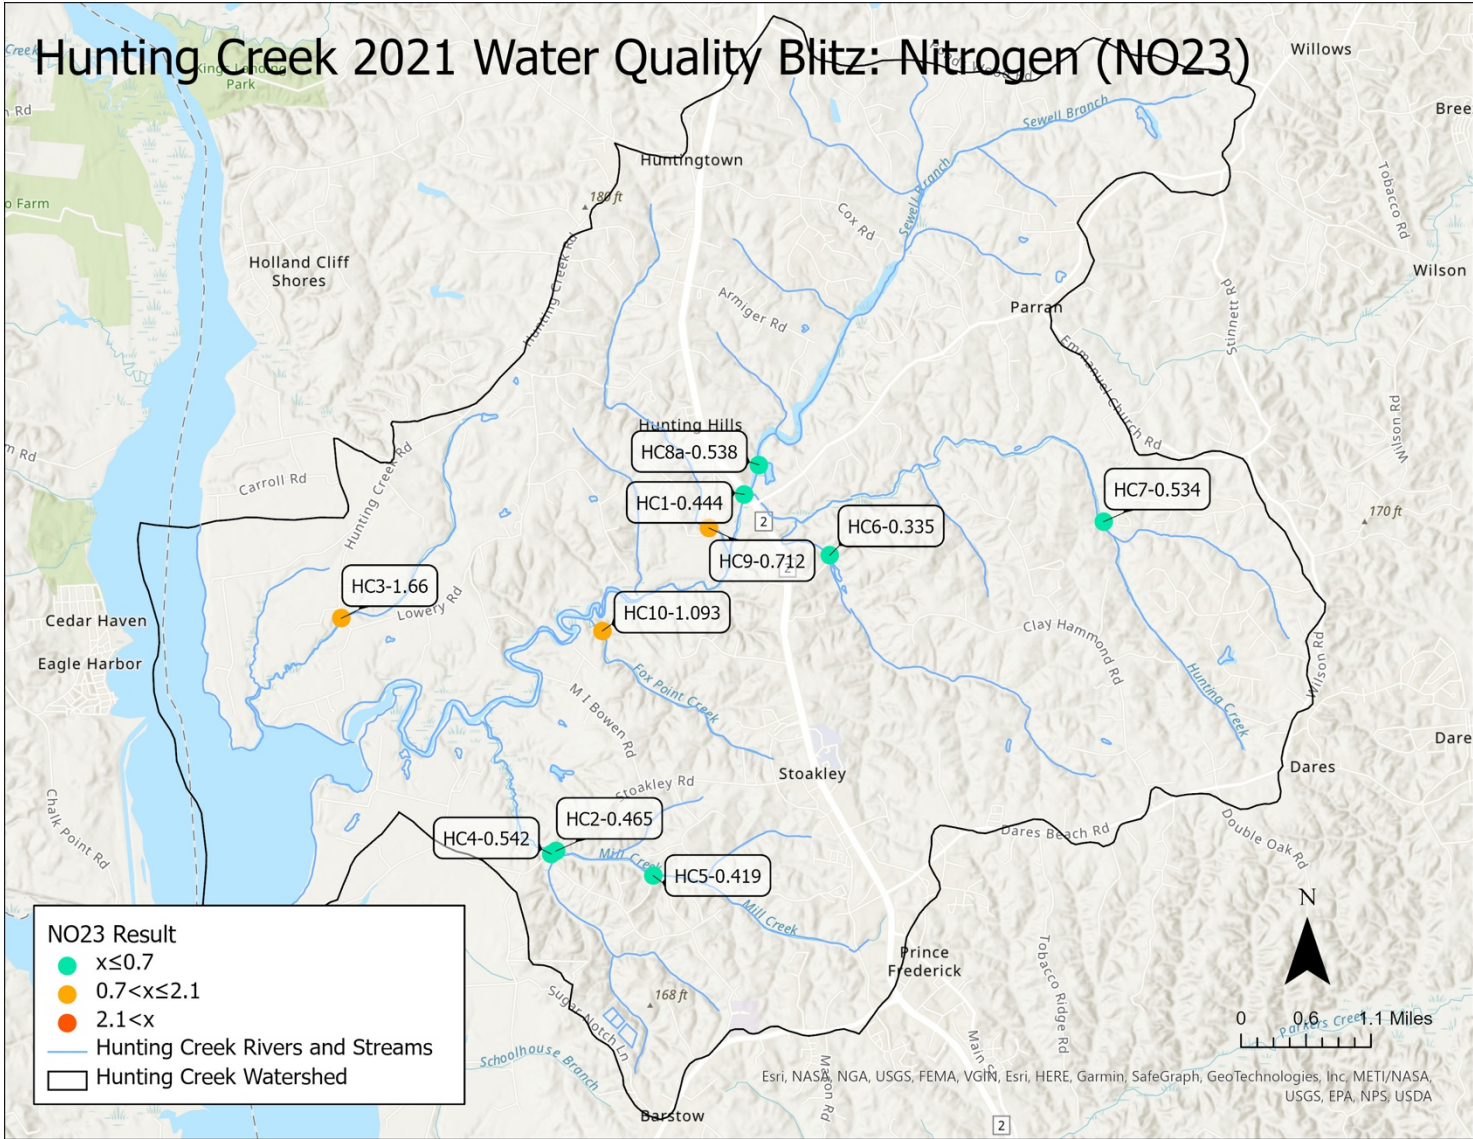 Hunting Creek 2021 Water Quality Blitz: Nitrogen (NO23)
Willows
Creek
Kings Landing
Park
Sewell Branch
Bree
n Rd
Huntingtown
180 ft
o Farm
Sewell Branch
Tobacco Rd
Cox Rd
Holland Cliff
Shores
Hunting Creek Rd
Wilson
Armiger Rd
Parran
Stinnett Rd
Emmanuel Church Rd
Wilson Rd
Hunting Hills
HC8a-0.538
m Rd
Carroll Rd
Hunting Creek Rd
HC7-0.534
HC1-0.444
2
HC6-0.335
170 ft
HC9-0.712
2
HC3-1.66
Lowery Rd
HC10-1.093
Cedar Haven
Eagle Harbor
Clay Hammond Rd
Wilson Rd
Fox Point Creek
Hunting Creek
M I Bowen Rd
Dare
Stoakley
Dares
Stoakley Rd
Chalk Point Rd
HC2-0.465
HC4-0.542
Dares Beach Rd
Double Oak Rd
Mill Creek
HC5-0.419
Mill Creek
N
Prince
Frederick
Tobacco Ridge Rd
NO23 Result
x≤0.7
0.7<x≤2.1
2.1<x
Hunting Creek Rivers and Streams
Hunting Creek Watershed
168 ft
Sugar Notch Ln
Schoolhouse Branch
0 0.6 1.1 Miles
Parkers Creek
Main St
Mason Rd
Esri, NASA, NGA, USGS, FEMA, VGIN, Esri, HERE, Garmin, SafeGraph, GeoTechnologies, Inc, METI/NASA,
USGS, EPA, NPS, USDA
Barstow
2